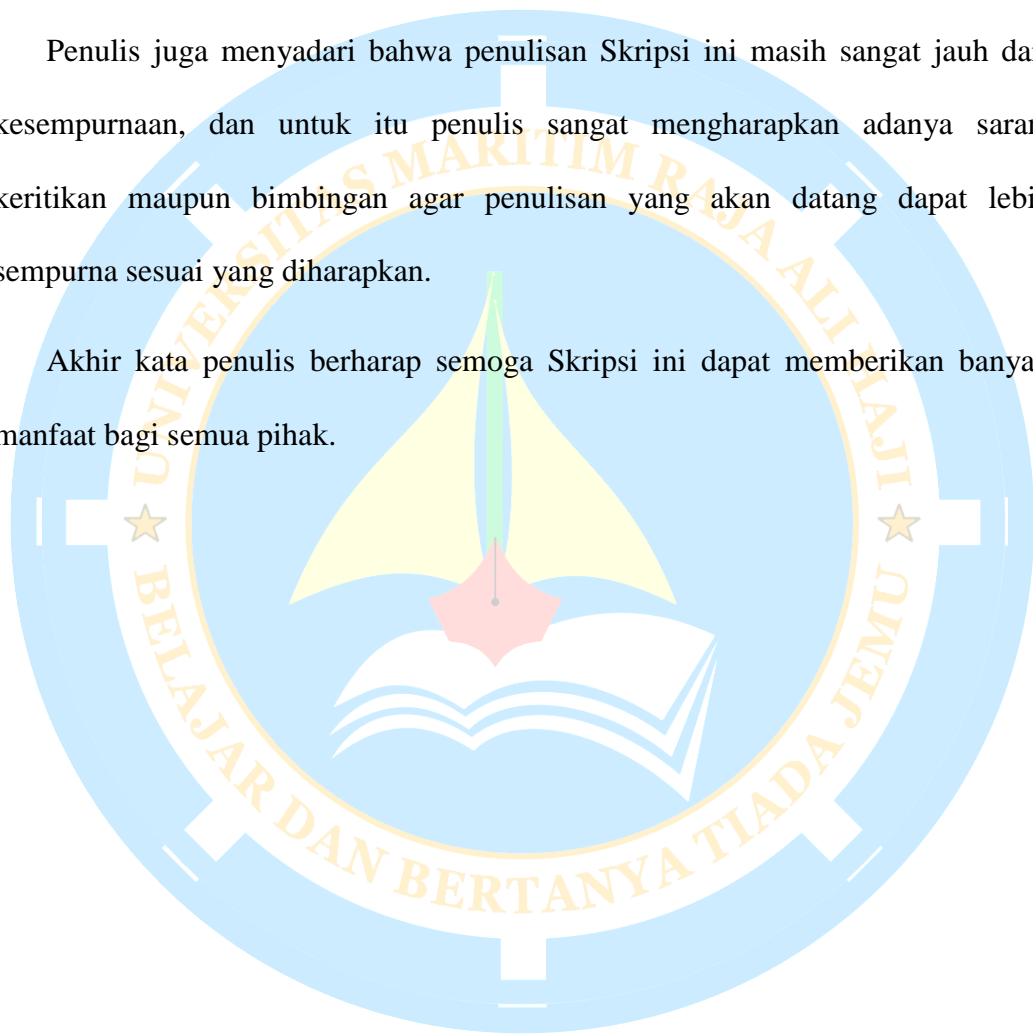 Penulis juga menyadari bahwa penulisan Skripsi ini masih sangat jauh da
kesempurnaan, dan untuk itu penulis sangat mengharapkan adanya saran
keritikan maupun bimbingan agar penulisan yang akan datang dapat lebi
sempurna sesuai yang diharapkan.
Akhir kata penulis berharap semoga Skripsi ini dapat memberikan banya
manfaat bagi semua pihak.
UNIVERSITAS MARITIM RAJA ALI HAJI
BELAJAR DAN BERTANYA TIADA JEMU